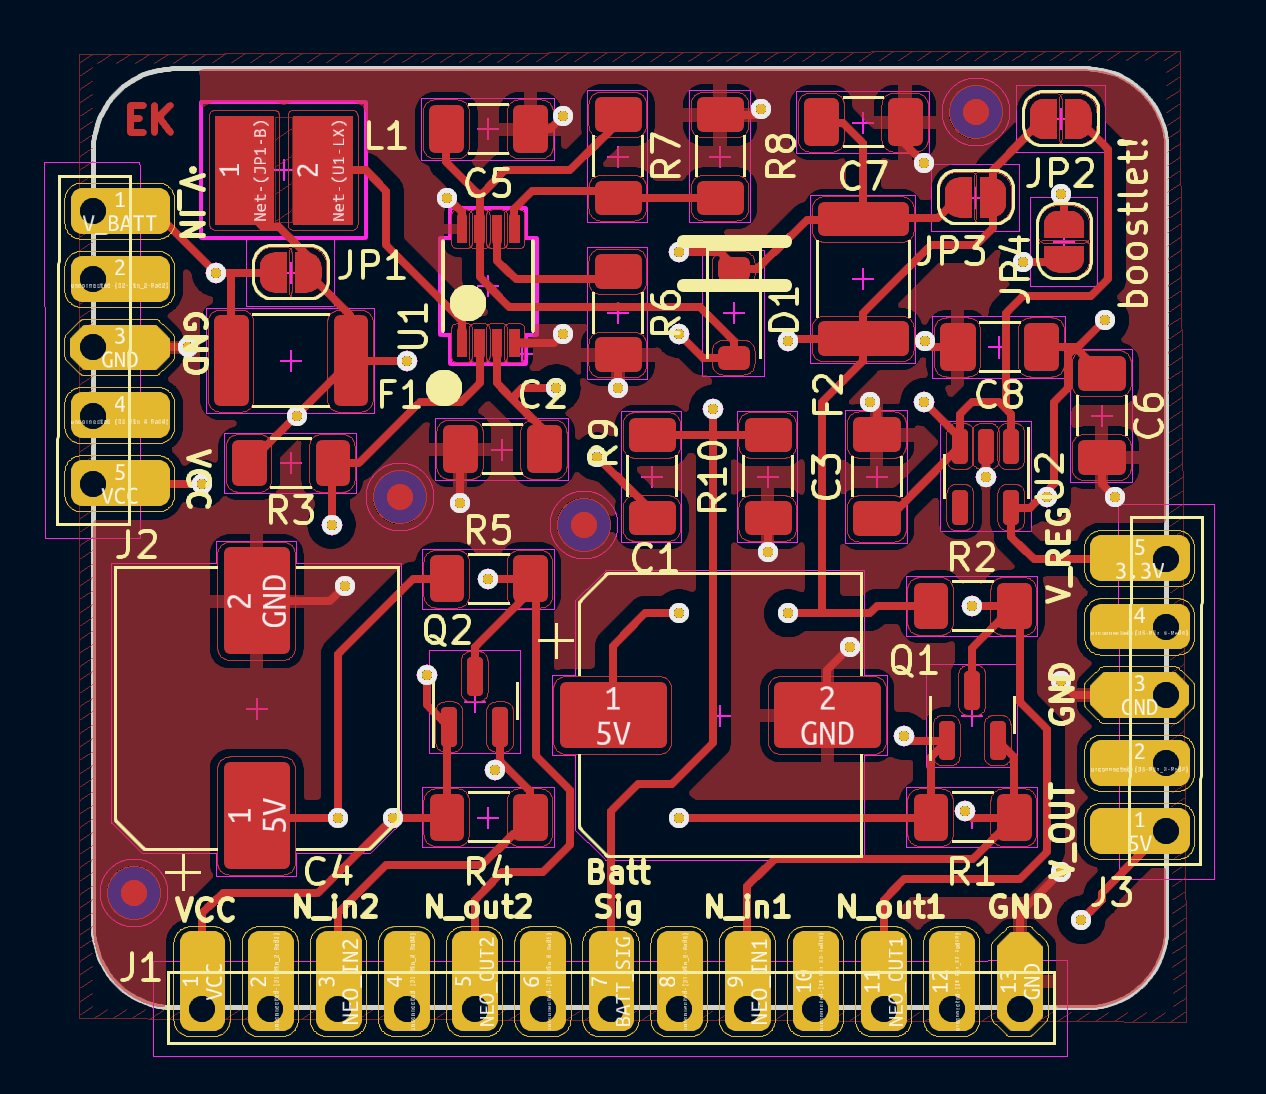 EK
1
Net-(JP1-B)
2
Net-(U1-LX)
L1
C5
R7
R8
C7
JP2
boostlet!
V_IN
1
V_BATT
2
3
GND
4
5
VCC
GND
VCC
J2
JP1
F1
U1
R6
D1
JP3
JP4
F2
C8
C6
C2
R3
R9
R10
C3
U2
C1
R5
R2
V_REG
5
3.3V
4
3
GND
2
1
5V
GND
V_OUT
J3
2
GND
1
5V
C4
Q2
R4
1
5V
2
GND
Q1
R1
VCC
N_in2
N_out2
Batt
Sig
N_in1
N_out1
GND
J1
1
VCC
2
3
NEO_IN2
4
5
NEO_OUT2
6
7
BATT_SIG
8
9
NEO_IN1
10
11
NEO_OUT1
12
13
GND